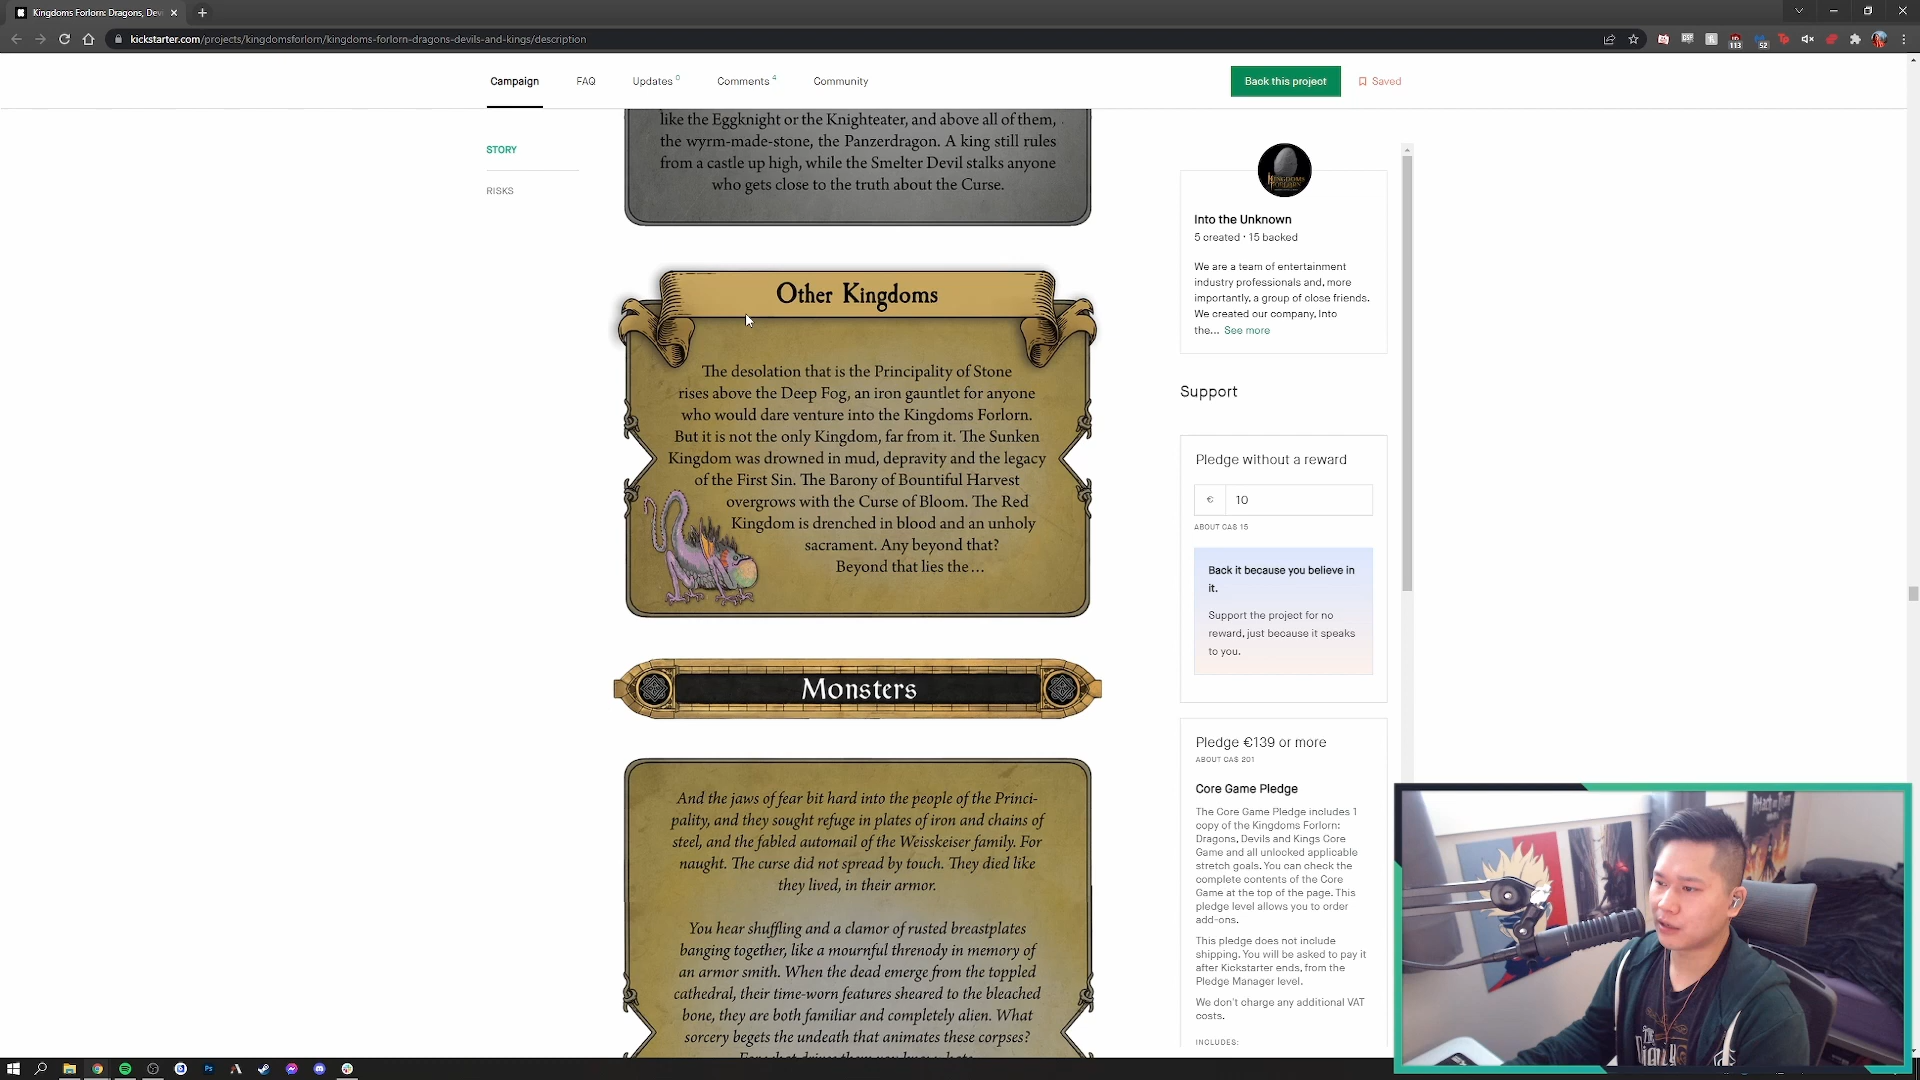 Kingdoms Forlorn: Dragons, Dev
kickstarter.com/projects/kingdomsforlorn/kingdoms-forlorn-dragons-devils-and-kings/description
113
52
Campaign
FAQ
Updates 0
Comments 4
Community
Back this project
Saved
STORY
RISKS
like the Eggknight or the Knighteater, and above all of them,
the wyrm-made-stone, the Panzerdragon. A king still rules
from a castle up high, while the Smelter Devil stalks anyone
who gets close to the truth about the Curse.
Other Kingdoms
The desolation that is the Principality of Stone
rises above the Deep Fog, an iron gauntlet for anyone
who would dare venture into the Kingdoms Forlorn.
But it is not the only Kingdom, far from it. The Sunken
Kingdom was drowned in mud, depravity and the legacy
of the First Sin. The Barony of Bountiful Harvest
overgrows with the Curse of Bloom. The Red
Kingdom is drenched in blood and an unholy
sacrament. Any beyond that?
Beyond that lies the...
Monsters
And the jaws of fear bit hard into the people of the Princi-
pality, and they sought refuge in plates of iron and chains of
steel, and the fabled automail of the Weisskeiser family. For
naught. The curse did not spread by touch. They died like
they lived, in their armor.
You hear shuffling and a clamor of rusted breastplates
banging together, like a mournful threnody in memory of
an armor smith. When the dead emerge from the toppled
cathedral, their time-worn features sheared to the bleached
bone, they are both familiar and completely alien. What
sorcery begets the undeath that animates these corpses?
KINGDOMS
FORLORN
Into the Unknown
5 created · 15 backed
We are a team of entertainment
industry professionals and, more
importantly, a group of close friends.
We created our company, Into
the... See more
Support
Pledge without a reward
€ 10
ABOUT CA$ 15
Back it because you believe in
it.
Support the project for no
reward, just because it speaks
to you.
Pledge €139 or more
ABOUT CA$ 201
Core Game Pledge
The Core Game Pledge includes 1
copy of the Kingdoms Forlorn:
Dragons, Devils and Kings Core
Game and all unlocked applicable
stretch goals. You can check the
complete contents of the Core
Game at the top of the page. This
pledge level allows you to order
add-ons.
This pledge does not include
shipping. You will be asked to pay it
after Kickstarter ends, from the
Pledge Manager level.
We don't charge any additional VAT
costs.
INCLUDES: